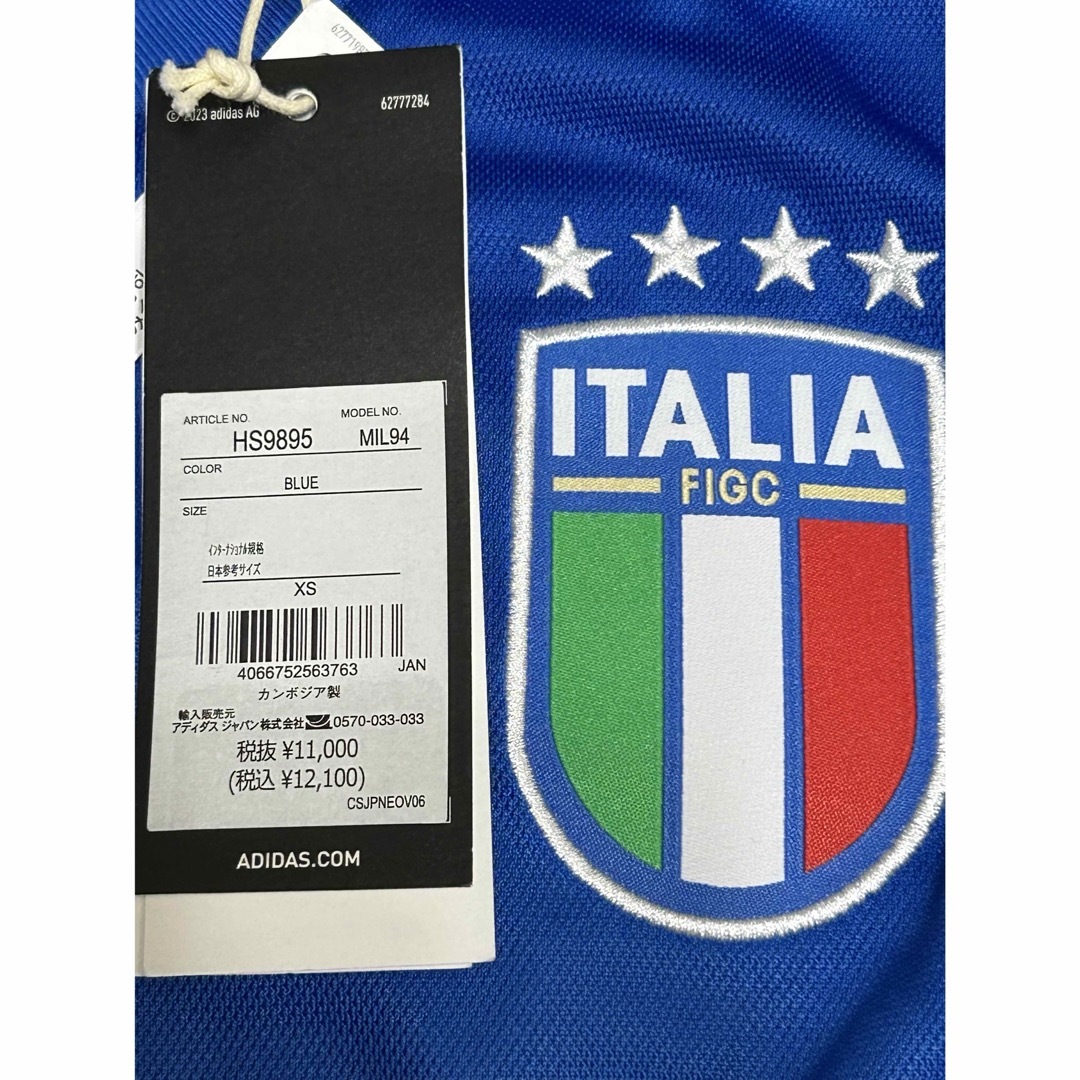 © 2023 adidas AG
62777284
ARTICLE NO. MODEL NO.
HS9895 MIL94
COLOR
BLUE
SIZE
インターナショナル規格
日本参考サイズ
XS
4066752563763 JAN
カンボジア製
輸入販売元
アディダス ジャパン株式会社 0570-033-033
税抜 ¥11,000
(税込 ¥12,100)
CSJPNEOV06
ADIDAS.COM
ITALIA
FIGC